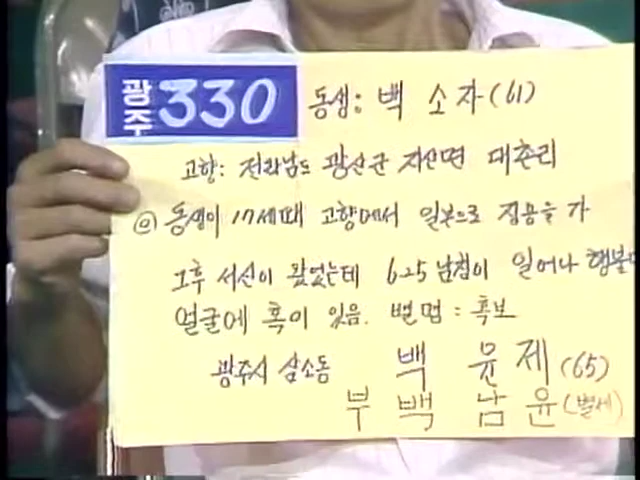 광주 330
동생: 백 소 자 (61)
고향: 전라남도 광산군 지산면 대촌리
@ 동생이 17세때 고향에서 일본으로 징용을 가
그후 서신이 왔었는데 6·25 남침이 일어나 행불
얼굴에 혹이 있음. 별명 : 혹보
광주시 삼소동 백 윤 제 (65)
부 백 남 윤 (별세)